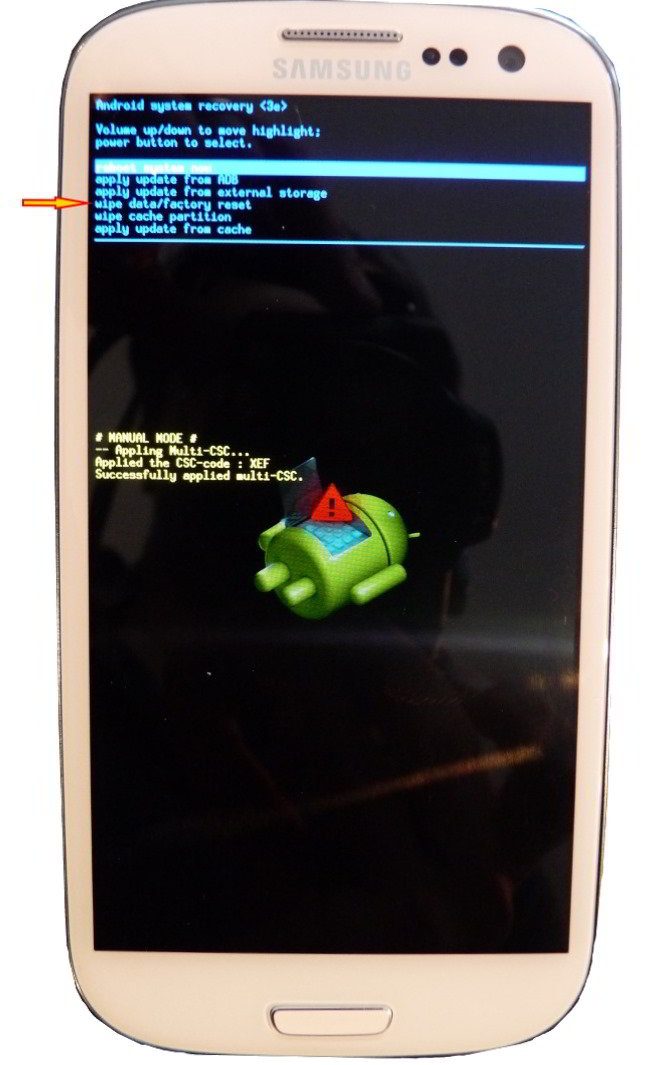 SAMSUNG
Android system recovery <3e>
Volume up/down to move highlight;
power button to select.
reboot system now
apply update from ADB
apply update from external storage
wipe data/factory reset
wipe cache partition
apply update from cache
# MANUAL MODE #
-- Appling Multi-CSC...
Applied the CSC-code : XEF
Successfully applied multi-CSC.